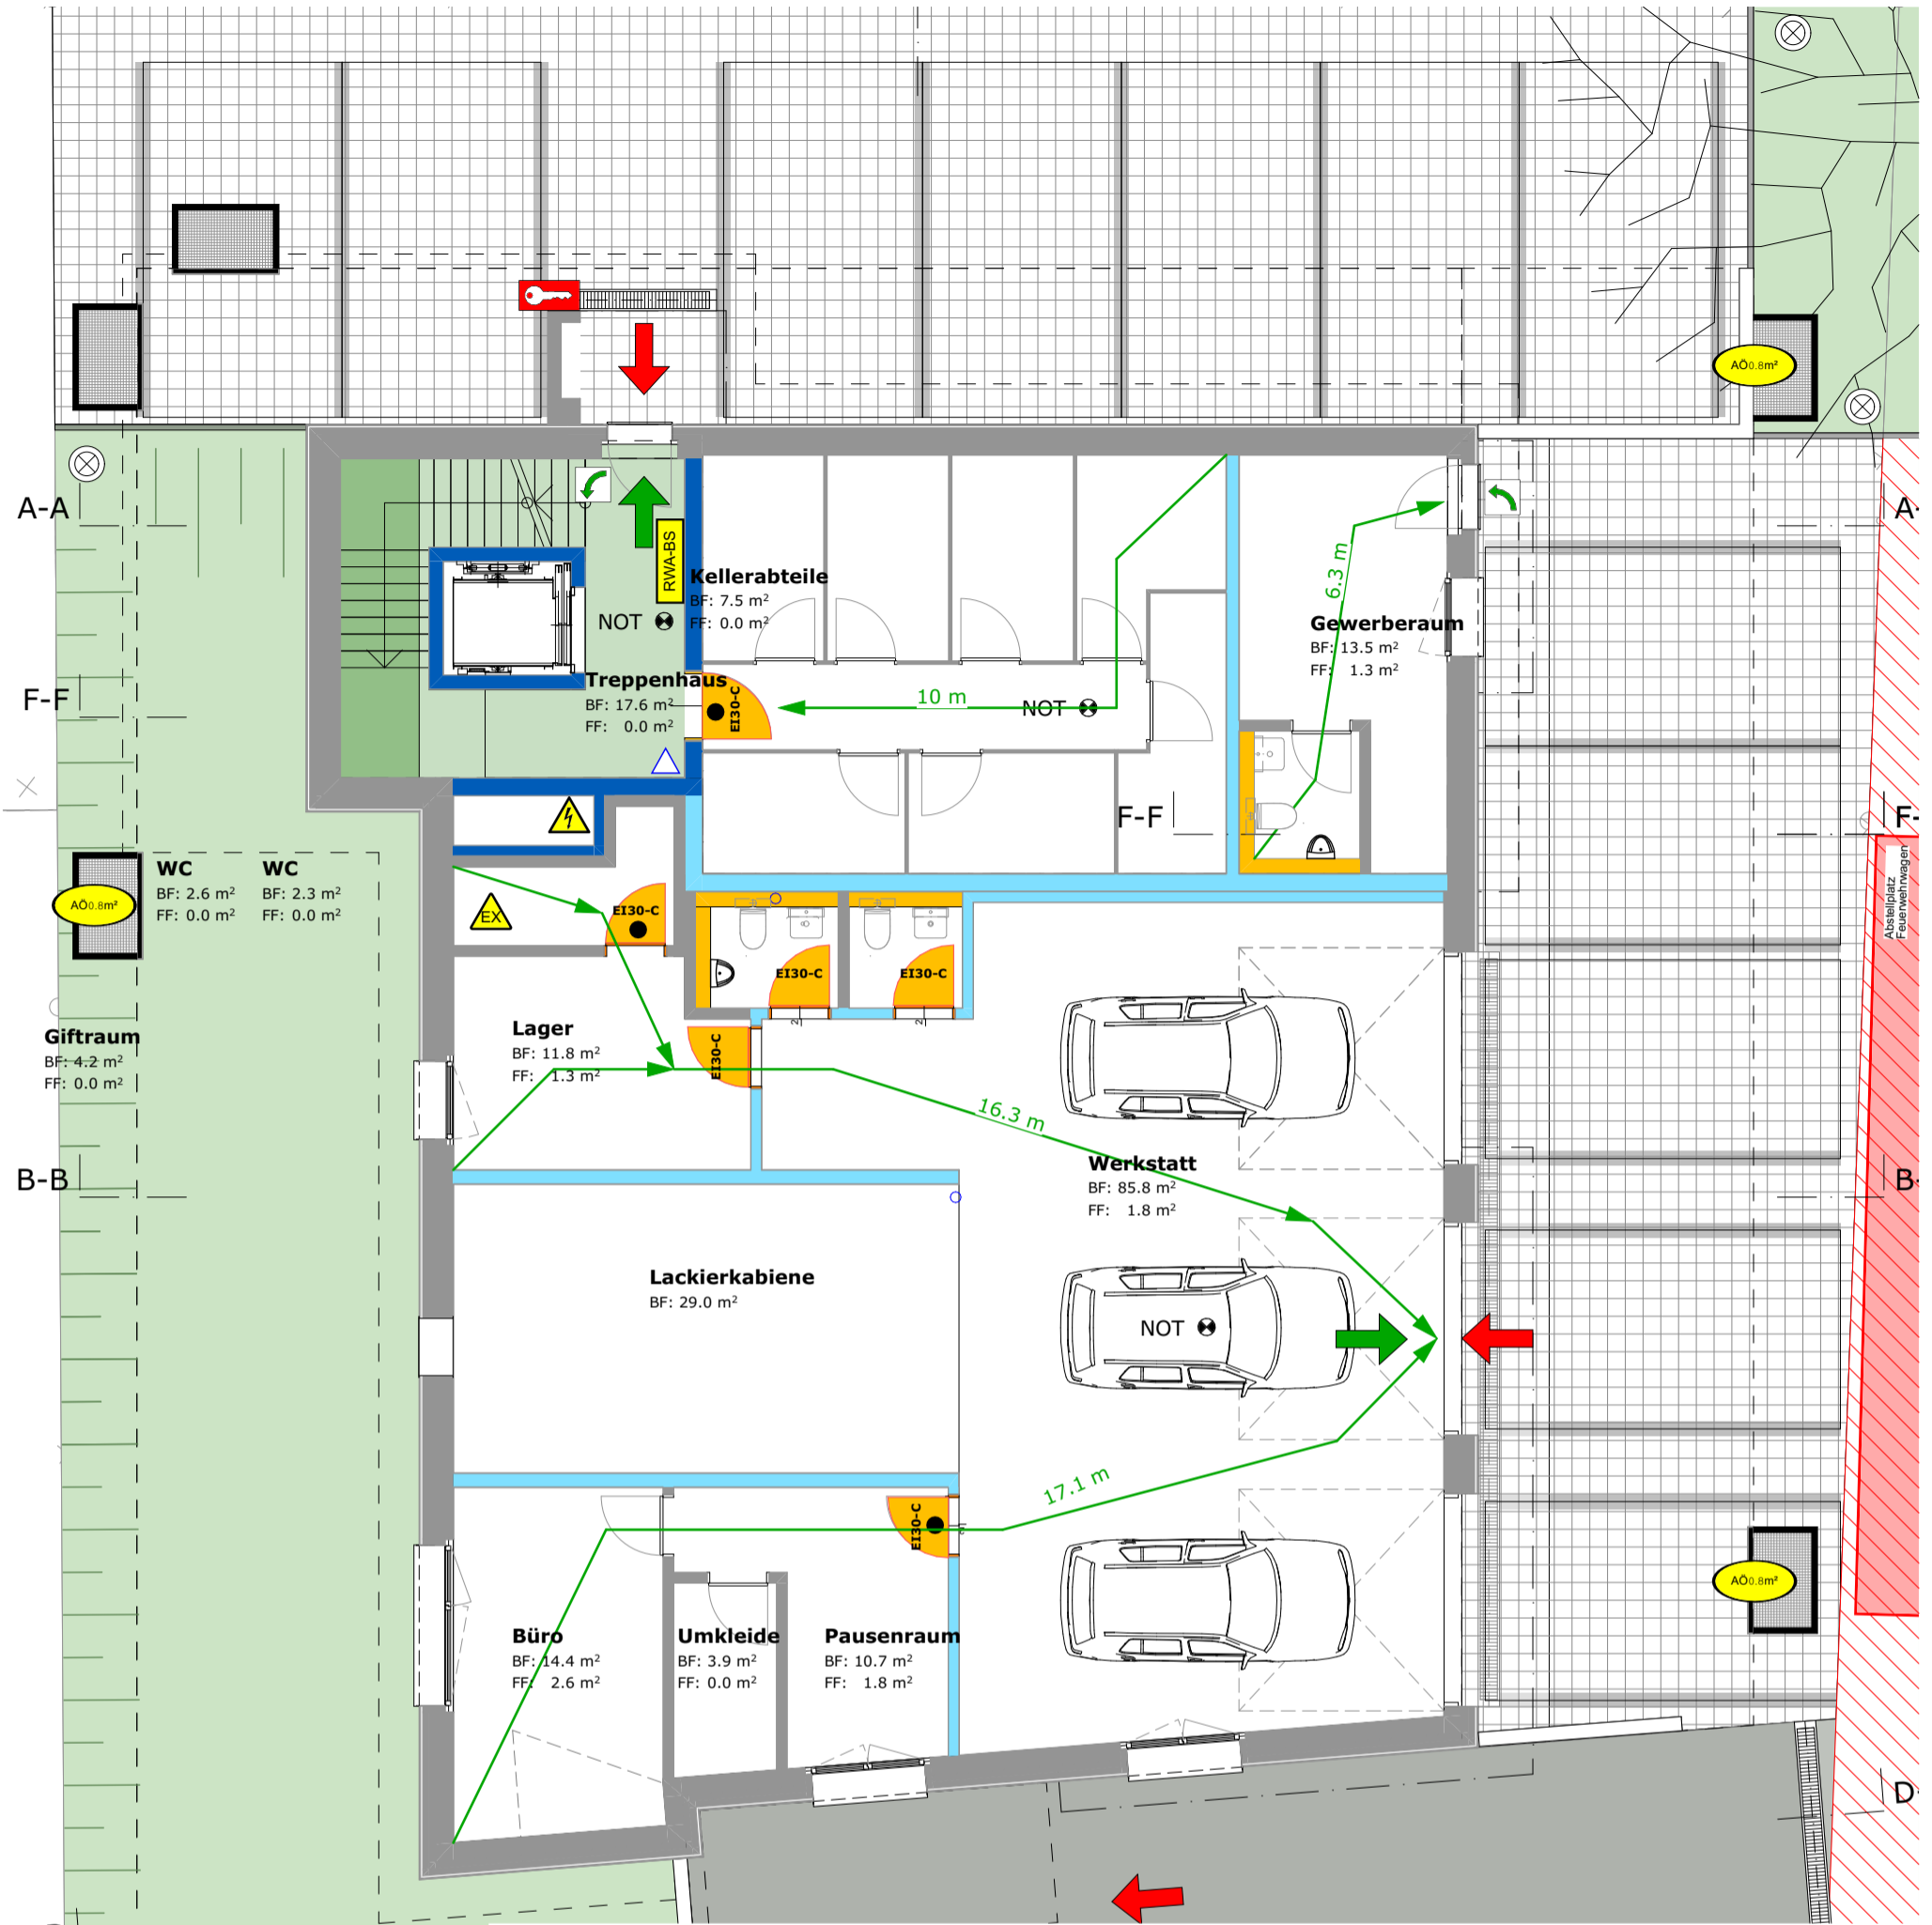 AÖ0.8m²
A-A
A-
RWA-BS
Kellerabteile
BF: 7.5 m²
FF: 0.0 m²
NOT
6.3 m
Gewerberaum
BF: 13.5 m²
FF: 1.3 m²
F-F
Treppenhaus
BF: 17.6 m²
FF: 0.0 m²
EI30-C
10 m
NOT
F-F
F-
Abstellplatz
Feuerwehrwagen
WC
BF: 2.6 m²
FF: 0.0 m²
WC
BF: 2.3 m²
FF: 0.0 m²
AÖ0.8m²
EX
EI30-C
EI30-C
EI30-C
2
2
Giftraum
BF: 4.2 m²
FF: 0.0 m²
Lager
BF: 11.8 m²
FF: 1.3 m²
EI30-C
16.3 m
B-B
B-
Werkstatt
BF: 85.8 m²
FF: 1.8 m²
Lackierkabiene
BF: 29.0 m²
NOT
17.1 m
EI30-C
AÖ0.8m²
Büro
BF: 14.4 m²
FF: 2.6 m²
Umkleide
BF: 3.9 m²
FF: 0.0 m²
Pausenraum
BF: 10.7 m²
FF: 1.8 m²
D-